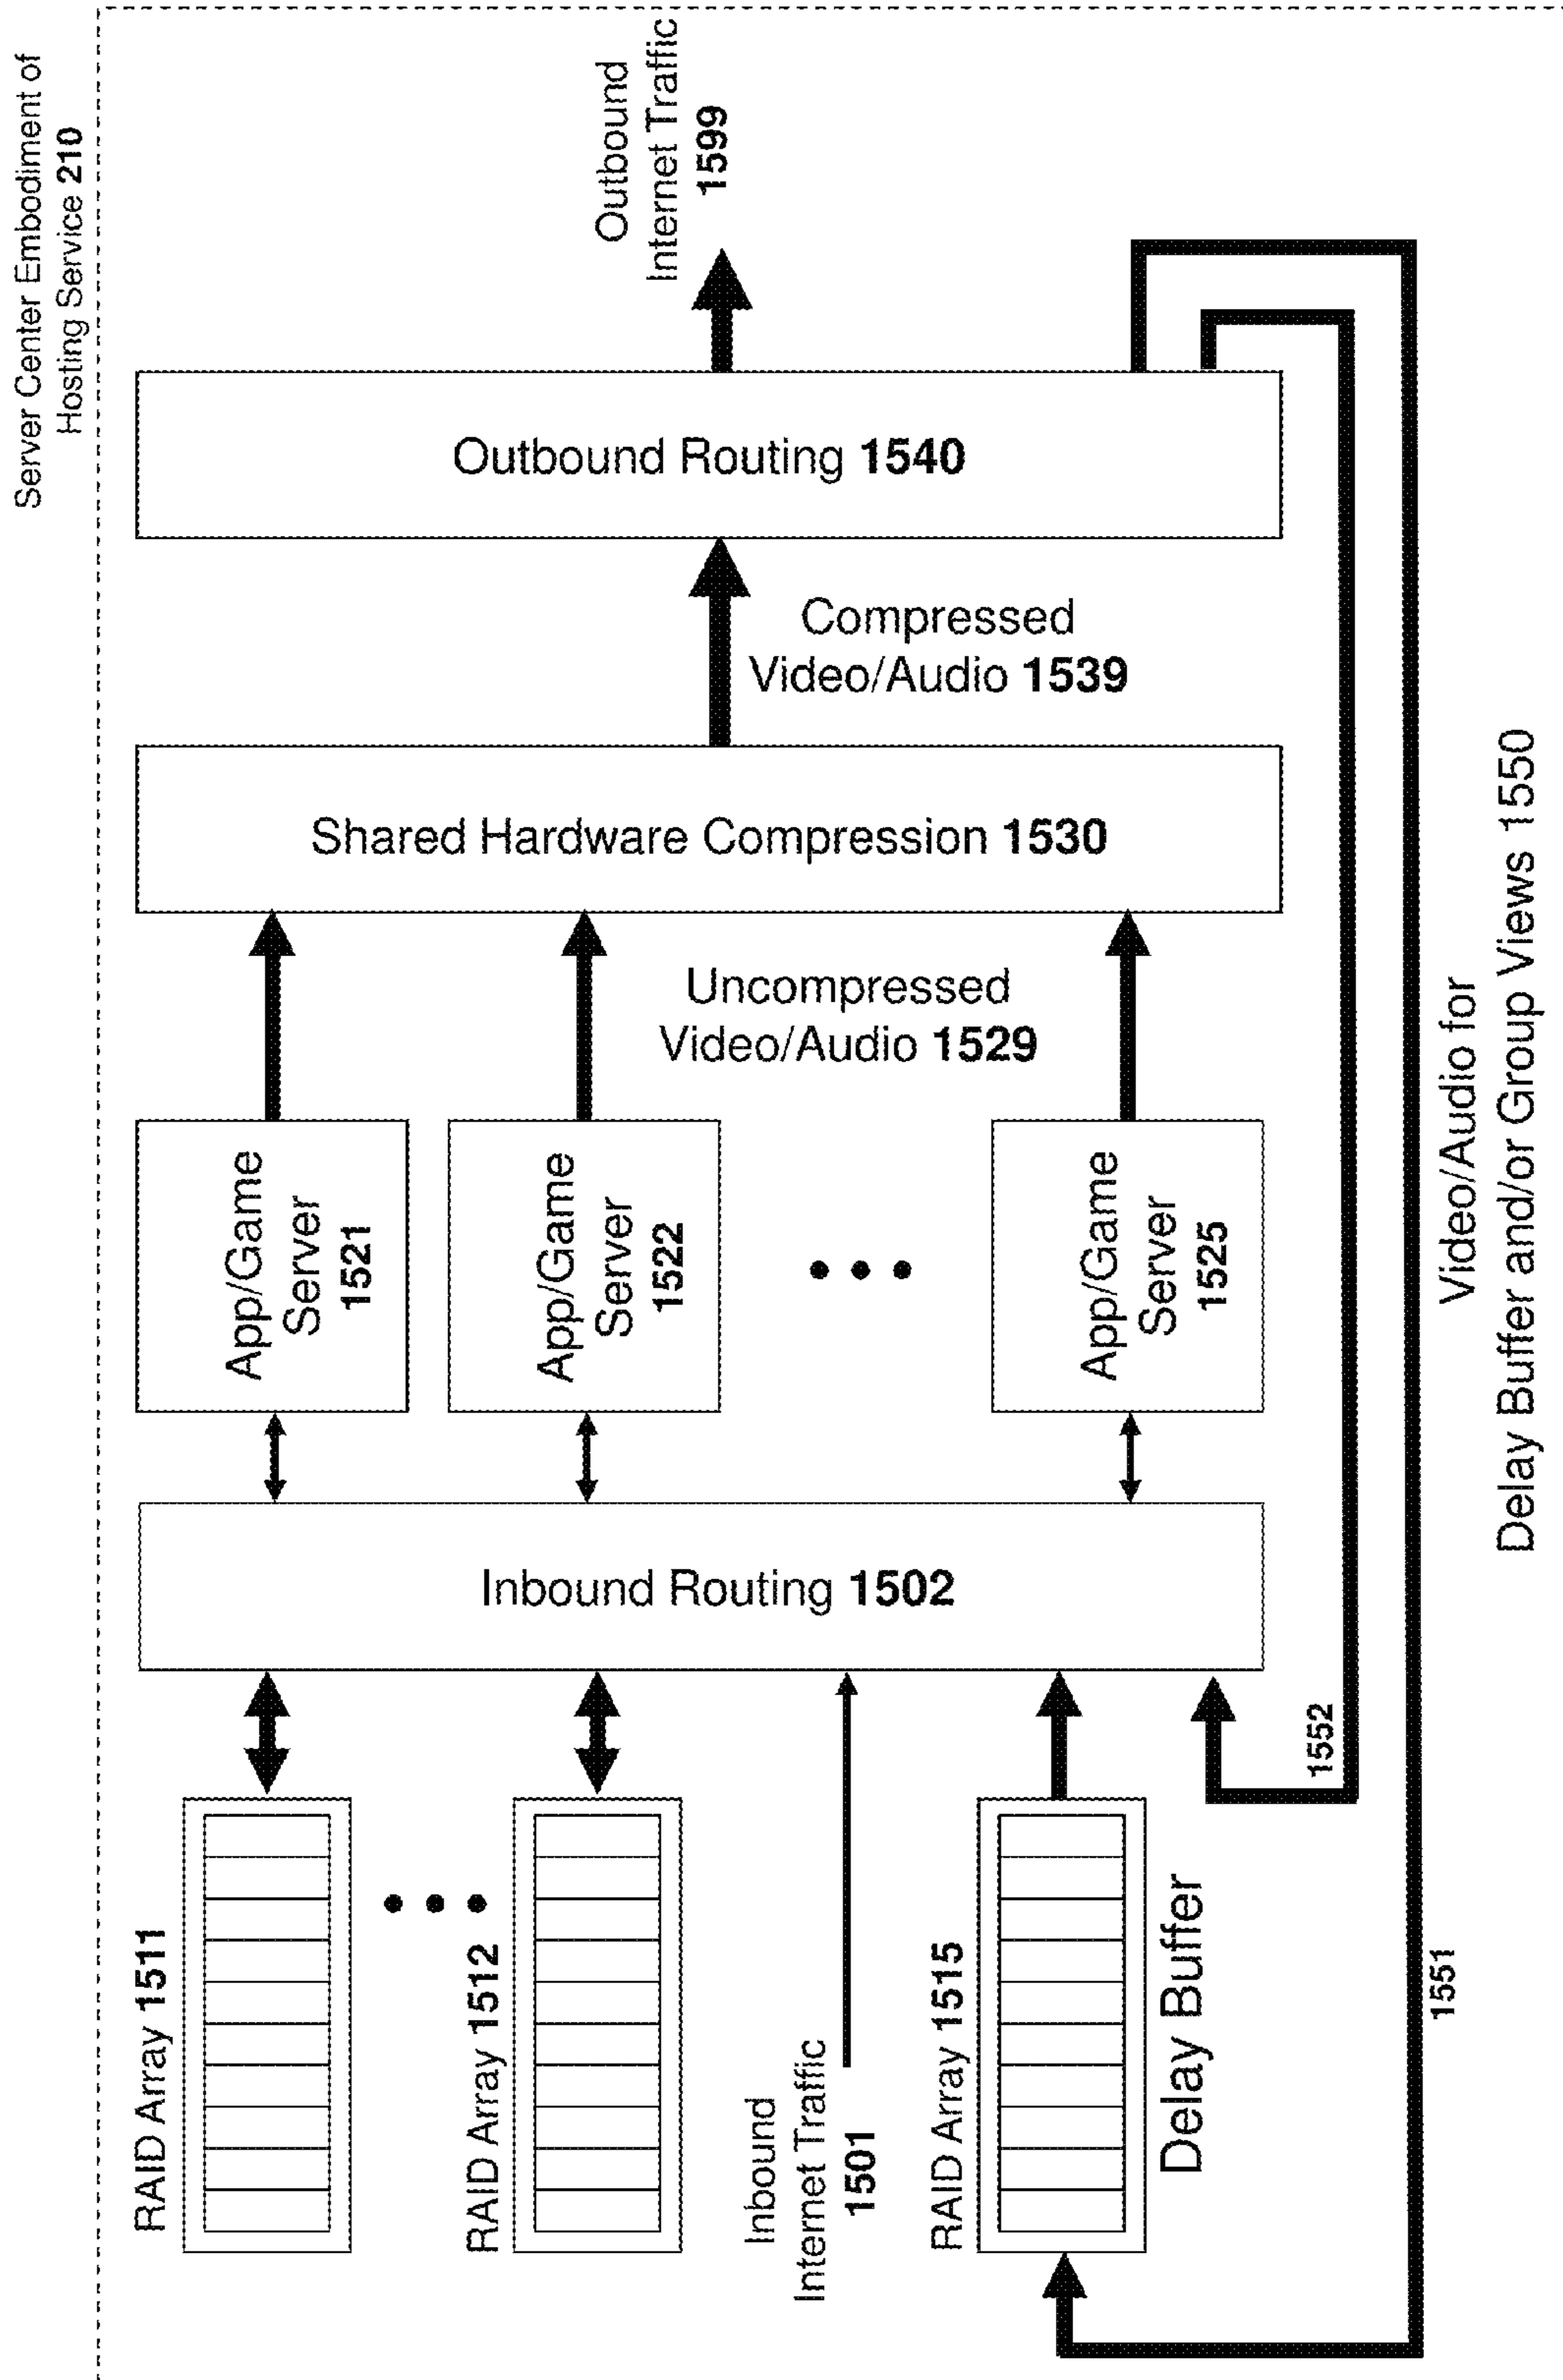 Server Center Embodiment of
Hosting Service 210
RAID Array 1511
RAID Array 1512
Inbound
Internet Traffic
1501
RAID Array 1515
Delay Buffer
Inbound Routing 1502
App/Game
Server
1521
App/Game
Server
1522
App/Game
Server
1525
Uncompressed
Video/Audio 1529
Shared Hardware Compression 1530
Compressed
Video/Audio 1539
Outbound Routing 1540
Outbound
Internet Traffic
1599
1552
1551
Video/Audio for
Delay Buffer and/or Group Views 1550